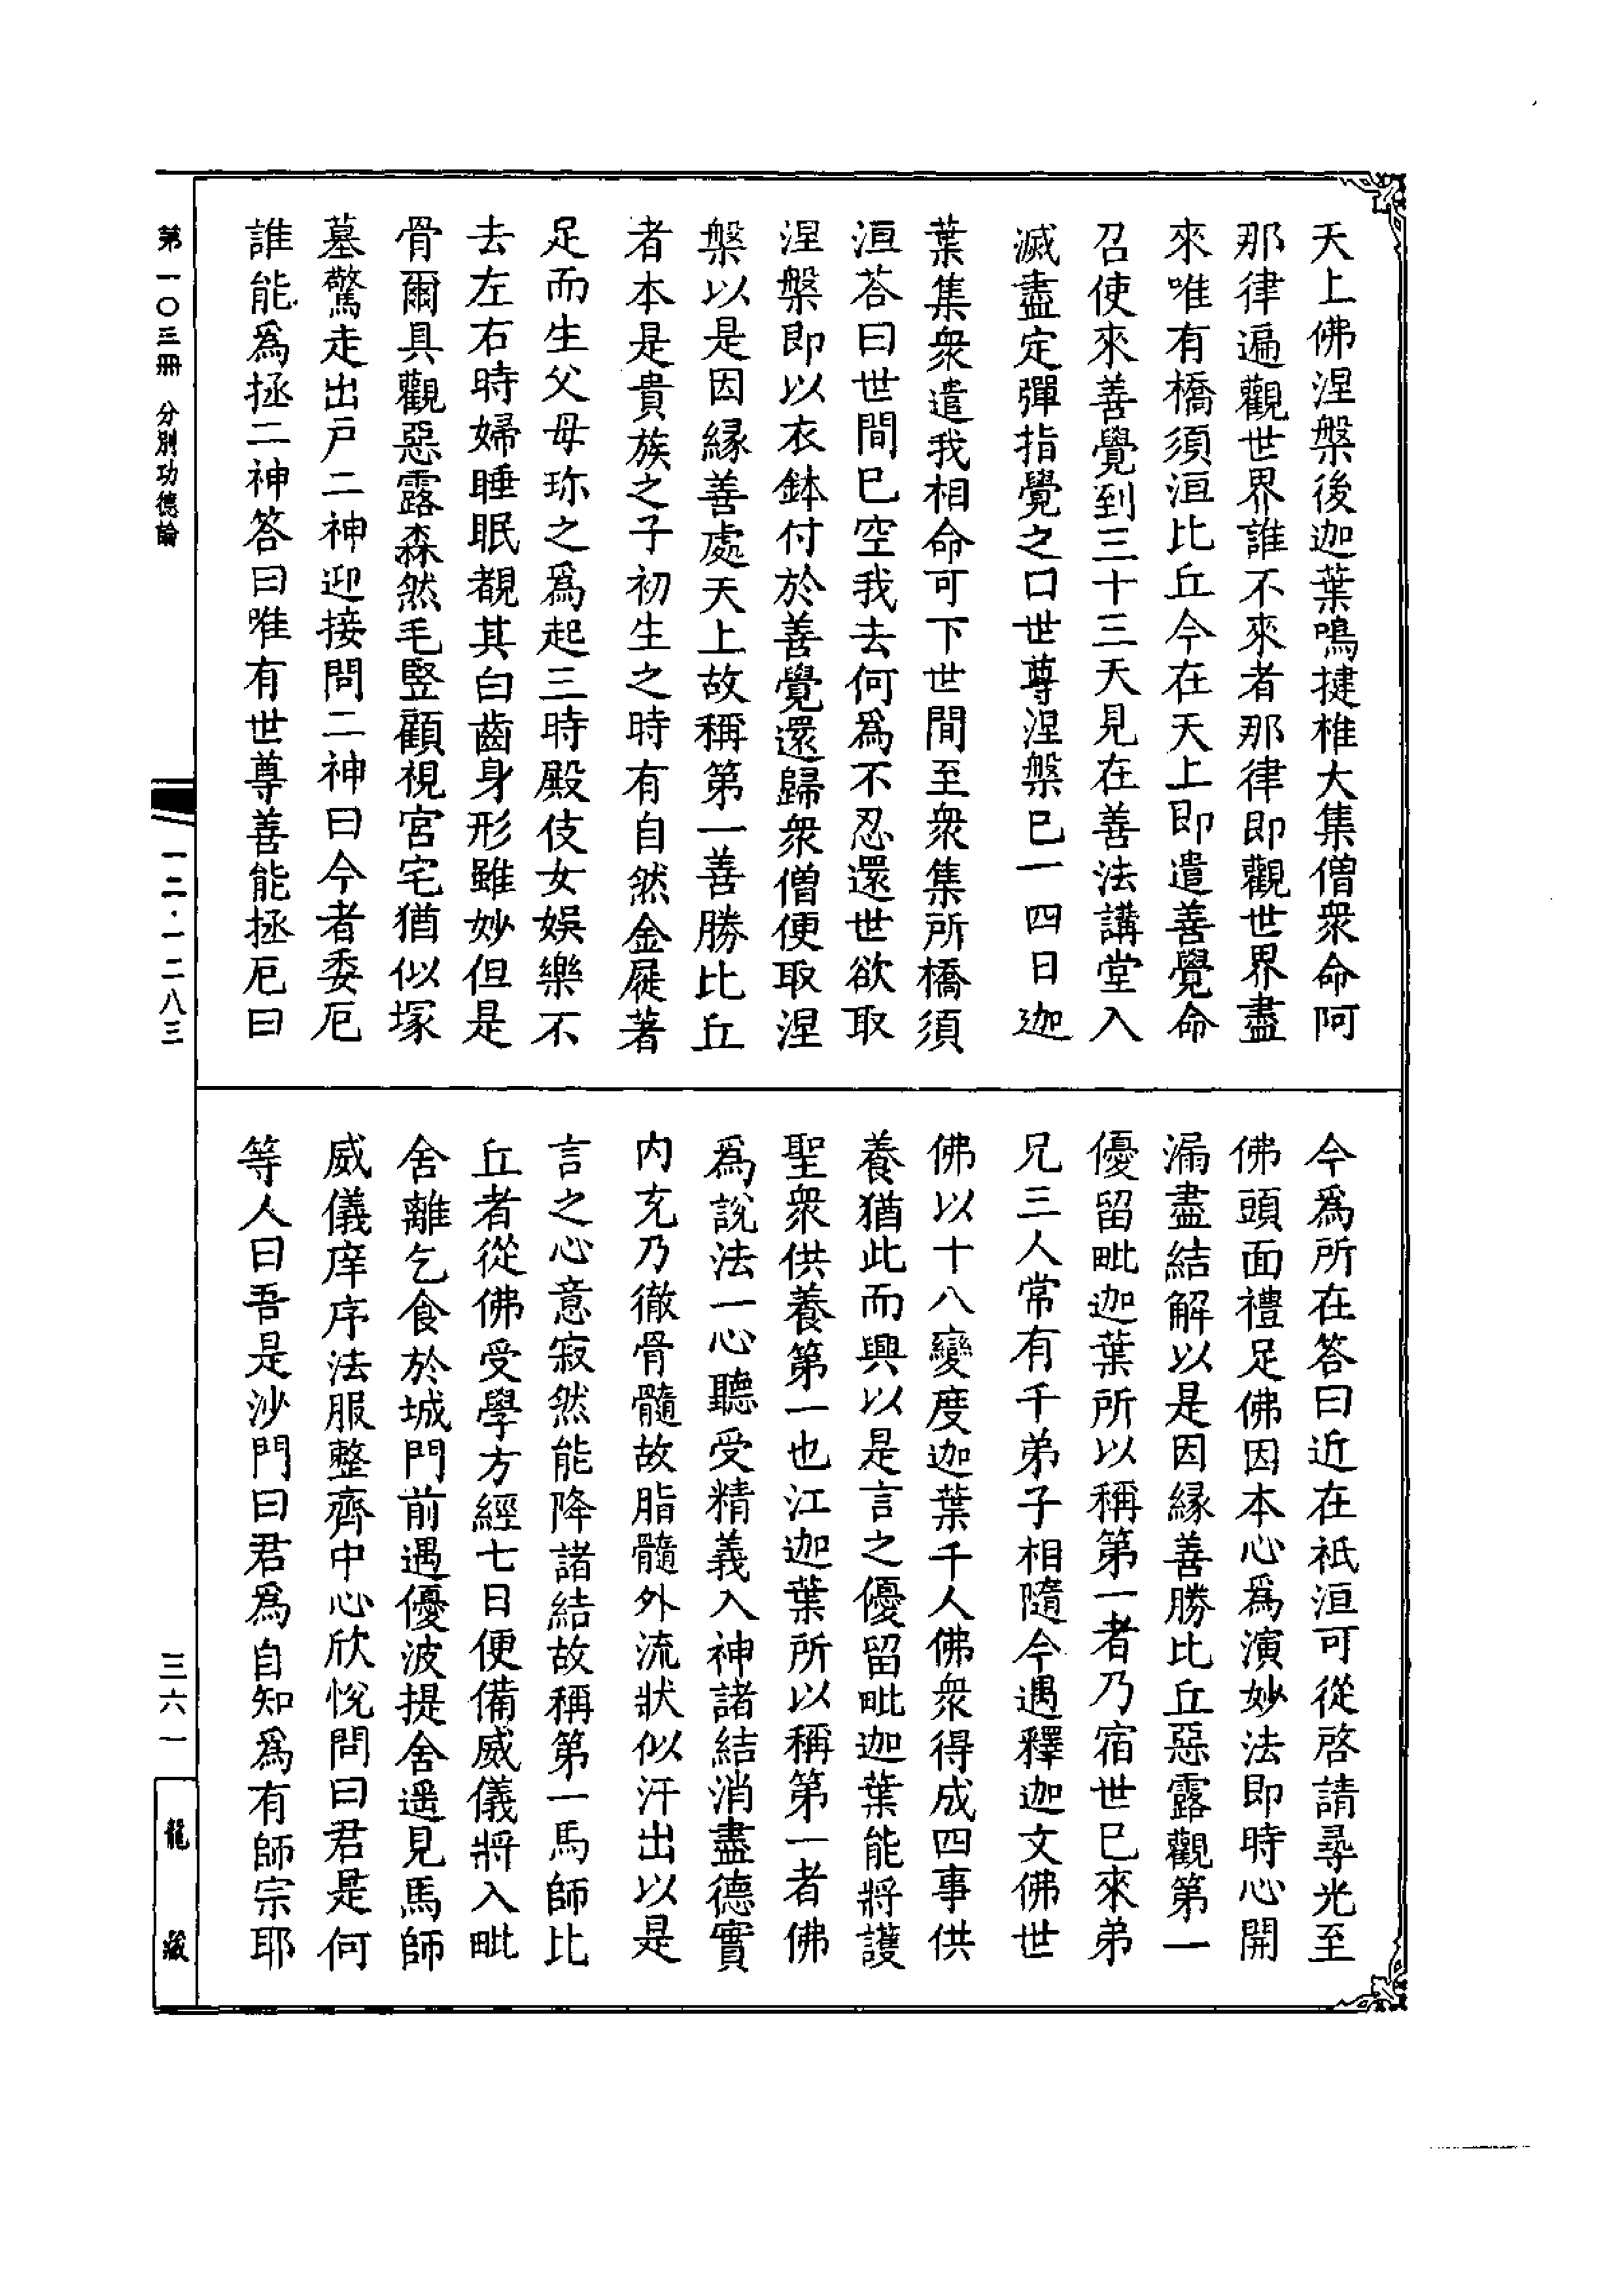 天上佛涅槃後迦葉鳴揵椎大集僧衆命阿
那律遍觀世界誰不來者那律即觀世界盡
來唯有橋須洹比丘今在天上即遣善覺命
召使來善覺到三十三天見在善法講堂入
滅盡定彈指覺之口世尊涅槃已一四日迦
葉集衆遣我相命可下世間至衆集所橋須
洹荅曰世間已空我去何爲不忍還世欲取
涅槃即以衣鉢付於善覺還歸衆僧便取涅
槃以是因緣善處天上故稱第一善勝比丘
者本是貴族之子初生之時有自然金屣著
足而生父母珎之爲起三時殿伎女娛樂不
去左右時婦睡眠覩其白齒身形雖妙但是
骨爾具觀惡露森然毛竪顧視宮宅猶似塚
墓驚走出戶二神迎接問二神曰今者委厄
誰能爲拯二神答曰唯有世尊善能拯厄曰
今爲所在答曰近在祇洹可從啓請尋光至
佛頭面禮足佛因本心爲演妙法即時心開
漏盡結解以是因緣善勝比丘惡露觀第一
優留毗迦葉所以稱第一者乃宿世已來弟
兄三人常有千弟子相隨今遇釋迦文佛世
佛以十八變度迦葉千人佛衆得成四事供
養猶此而興以是言之優留毗迦葉能將護
聖衆供養第一也江迦葉所以稱第一者佛
爲說法一心聽受精義入神諸結消盡德實
内充乃徹骨髓故脂髓外流狀似汗出以是
言之心意寂然能降諸結故稱第一馬師比
丘者從佛受學方經七日便備威儀將入毗
舍離乞食於城門前遇優波提舍遥見馬師
威儀庠序法服整齊中心欣悅問曰君是何
等人曰吾是沙門曰君爲自知爲有師宗耶
第一〇三冊 分別功德論
一二·一二八三
三六一
龍藏